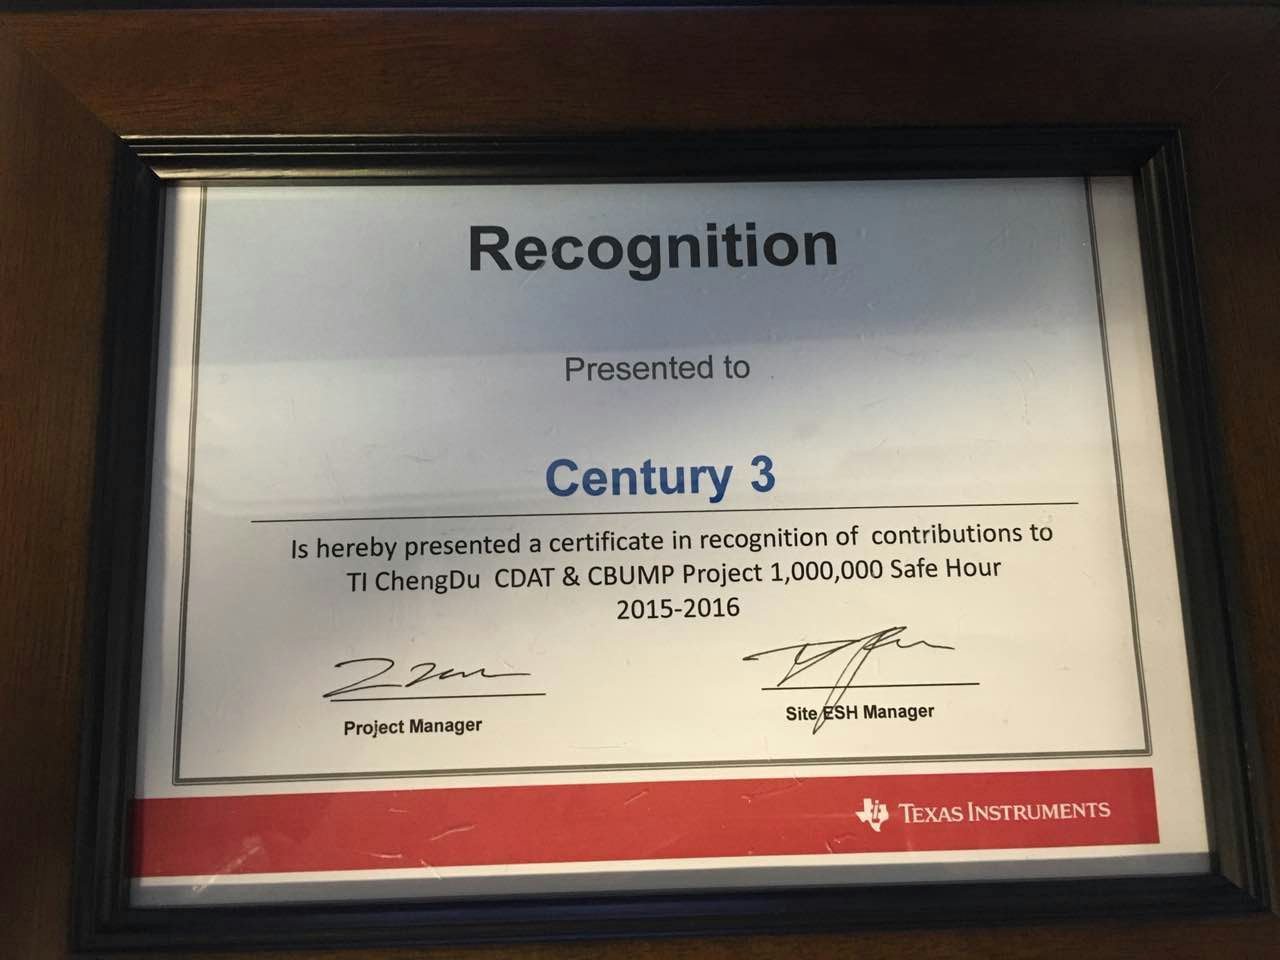 Recognition
Presented to
Century 3
Is hereby presented a certificate in recognition of contributions to
TI ChengDu CDAT & CBUMP Project 1,000,000 Safe Hour
2015-2016
Project Manager
Site ESH Manager
TEXAS INSTRUMENTS